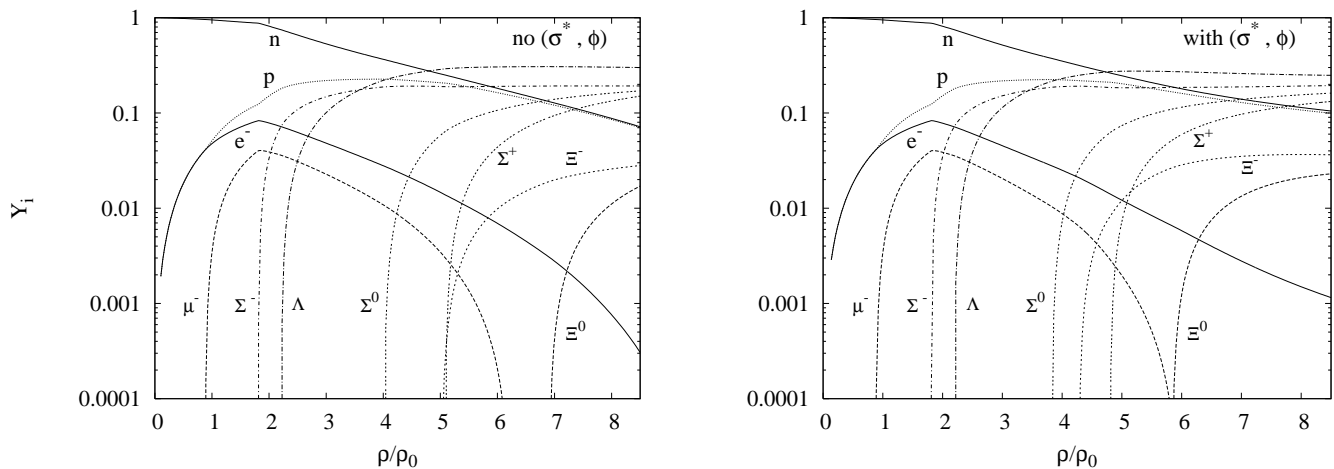 no (σ*, ϕ)
1
0.1
0.01
0.001
0.0001
Y_i
n
p
e⁻
Σ⁺
Ξ⁻
μ⁻
Σ⁻
Λ
Σ⁰
Ξ⁰
0 1 2 3 4 5 6 7 8
ρ/ρ₀
with (σ*, ϕ)
1
0.1
0.01
0.001
0.0001
n
p
e⁻
Σ⁺
Ξ⁻
μ⁻
Σ⁻
Λ
Σ⁰
Ξ⁰
0 1 2 3 4 5 6 7 8
ρ/ρ₀